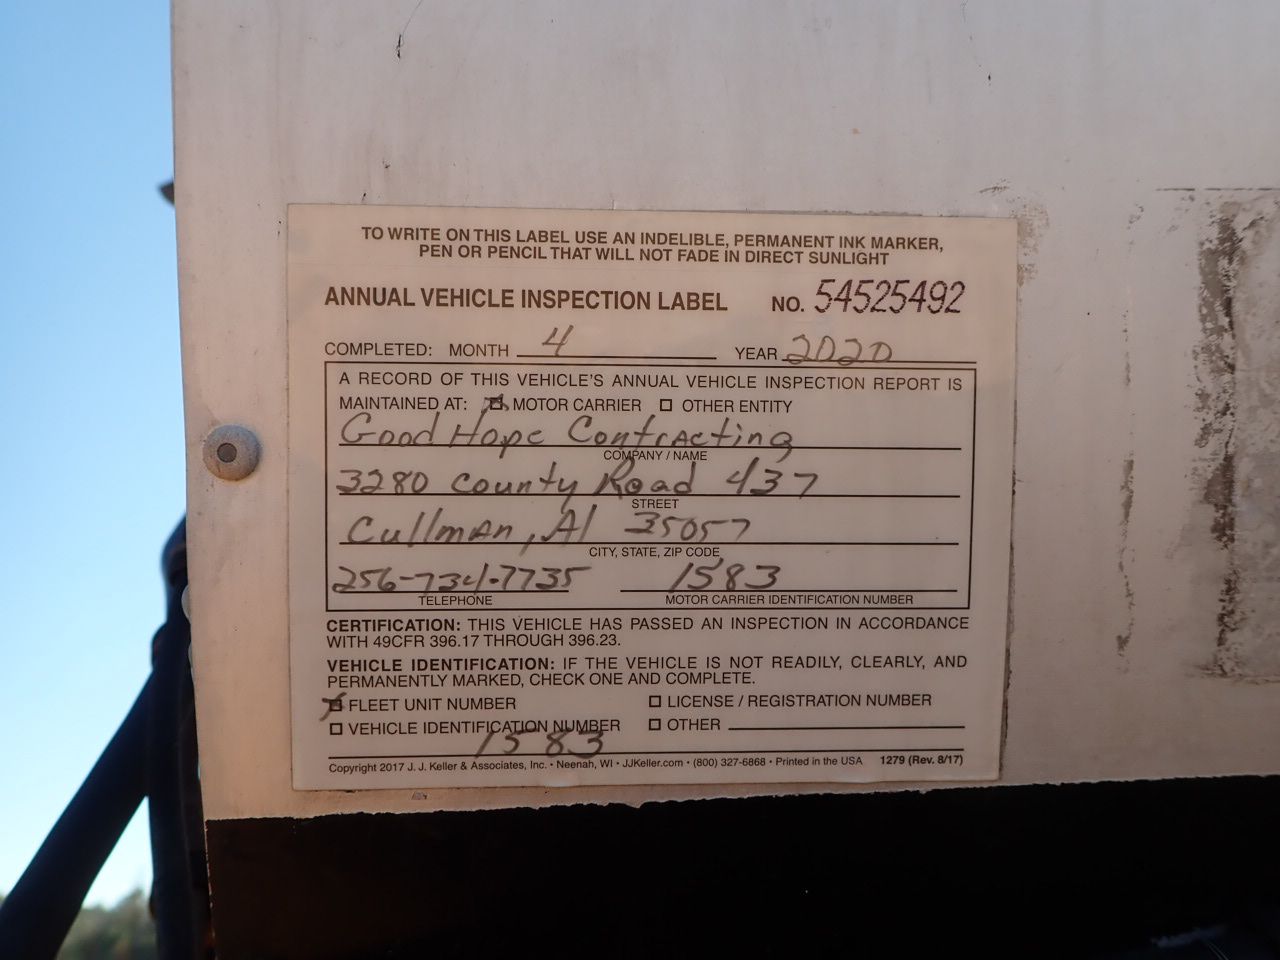 TO WRITE ON THIS LABEL USE AN INDELIBLE, PERMANENT INK MARKER,
PEN OR PENCIL THAT WILL NOT FADE IN DIRECT SUNLIGHT
ANNUAL VEHICLE INSPECTION LABEL NO. 54525492
COMPLETED: MONTH 4 YEAR 2020
A RECORD OF THIS VEHICLE'S ANNUAL VEHICLE INSPECTION REPORT IS
MAINTAINED AT: ☒ MOTOR CARRIER ☐ OTHER ENTITY
Good Hope Contracting
COMPANY / NAME
3280 County Road 437
STREET
Cullman, Al 35057
CITY, STATE, ZIP CODE
256-734-7735 1583
TELEPHONE MOTOR CARRIER IDENTIFICATION NUMBER
CERTIFICATION: THIS VEHICLE HAS PASSED AN INSPECTION IN ACCORDANCE
WITH 49CFR 396.17 THROUGH 396.23.
VEHICLE IDENTIFICATION: IF THE VEHICLE IS NOT READILY, CLEARLY, AND
PERMANENTLY MARKED, CHECK ONE AND COMPLETE.
☒ FLEET UNIT NUMBER ☐ LICENSE / REGISTRATION NUMBER
☐ VEHICLE IDENTIFICATION NUMBER ☐ OTHER
1583
Copyright 2017 J. J. Keller & Associates, Inc. • Neenah, WI • JJKeller.com • (800) 327-6868 • Printed in the USA 1279 (Rev. 8/17)